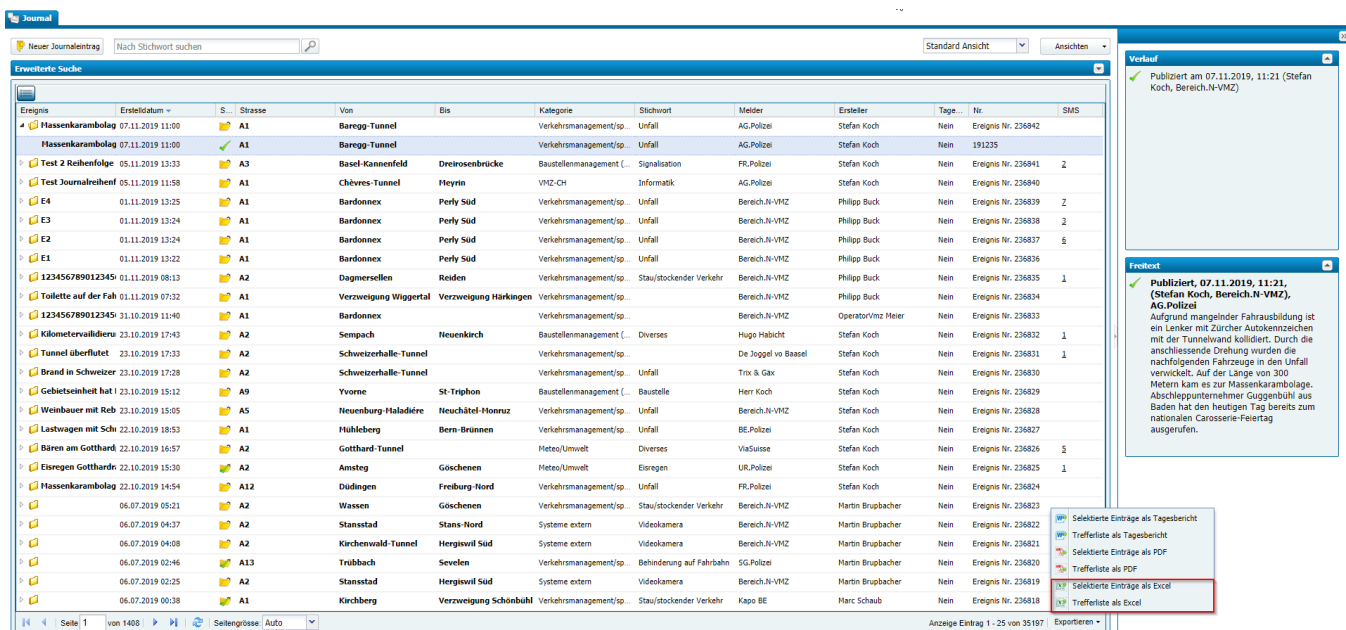 Journal
Neuer Journaleintrag Nach Stichwort suchen Standard Ansicht Ansichten
Erweiterte Suche
Ereignis Erstelldatum S... Strasse Von Bis Kategorie Stichwort Melder Ersteller Tage... Nr. SMS
Massenkarambolag 07.11.2019 11:00 A1 Baregg-Tunnel Verkehrsmanagement/sp... Unfall AG.Polizei Stefan Koch Nein Ereignis Nr. 236842
Massenkarambolag 07.11.2019 11:00 A1 Baregg-Tunnel Verkehrsmanagement/sp... Unfall AG.Polizei Stefan Koch Nein 191235
Test 2 Reihenfolge 05.11.2019 13:33 A3 Basel-Kannenfeld Dreirosenbrücke Baustellenmanagement (... Signalisation FR.Polizei Stefan Koch Nein Ereignis Nr. 236841 2
Test Journalreihenf 05.11.2019 11:58 A1 Chèvres-Tunnel Meyrin VMZ-CH Informatik AG.Polizei Stefan Koch Nein Ereignis Nr. 236840
E4 01.11.2019 13:25 A1 Bardonnex Perly Süd Verkehrsmanagement/sp... Unfall Bereich.N-VMZ Philipp Buck Nein Ereignis Nr. 236839 7
E3 01.11.2019 13:24 A1 Bardonnex Perly Süd Verkehrsmanagement/sp... Unfall Bereich.N-VMZ Philipp Buck Nein Ereignis Nr. 236838 3
E2 01.11.2019 13:24 A1 Bardonnex Perly Süd Verkehrsmanagement/sp... Unfall Bereich.N-VMZ Philipp Buck Nein Ereignis Nr. 236837 6
E1 01.11.2019 13:22 A1 Bardonnex Perly Süd Verkehrsmanagement/sp... Unfall Bereich.N-VMZ Philipp Buck Nein Ereignis Nr. 236836
123456789012345 01.11.2019 08:13 A2 Dagmersellen Reiden Verkehrsmanagement/sp... Stau/stockender Verkehr Bereich.N-VMZ Philipp Buck Nein Ereignis Nr. 236835 1
Toilette auf der Fah 01.11.2019 07:32 A1 Verzweigung Wiggertal Verzweigung Härkingen Verkehrsmanagement/sp... Bereich.N-VMZ Philipp Buck Nein Ereignis Nr. 236834
123456789012345 31.10.2019 11:40 A1 Bardonnex Verkehrsmanagement/sp... Bereich.N-VMZ OperatorVmz Meier Nein Ereignis Nr. 236833
Kilometervailidieru 23.10.2019 17:43 A2 Sempach Neuenkirch Baustellenmanagement (... Diverses Hugo Habicht Stefan Koch Nein Ereignis Nr. 236832 1
Tunnel überflutet 23.10.2019 17:33 A2 Schweizerhalle-Tunnel Verkehrsmanagement/sp... De Joggel vo Baasel Stefan Koch Nein Ereignis Nr. 236831 1
Brand in Schweizer 23.10.2019 17:28 A2 Schweizerhalle-Tunnel Verkehrsmanagement/sp... Unfall Trix & Gax Stefan Koch Nein Ereignis Nr. 236830
Gebietseinheit hat 23.10.2019 15:12 A9 Yvorne St-Triphon Baustellenmanagement (... Baustelle Herr Koch Stefan Koch Nein Ereignis Nr. 236829
Weinbauer mit Reb 23.10.2019 15:05 A5 Neuenburg-Maladiére Neuchâtel-Monruz Verkehrsmanagement/sp... Unfall Bereich.N-VMZ Stefan Koch Nein Ereignis Nr. 236828
Lastwagen mit Schu 22.10.2019 18:53 A1 Mühleberg Bern-Brünnen Verkehrsmanagement/sp... Unfall BE.Polizei Stefan Koch Nein Ereignis Nr. 236827
Bären am Gotthard 22.10.2019 16:57 A2 Gotthard-Tunnel Meteo/Umwelt Diverses ViaSuisse Stefan Koch Nein Ereignis Nr. 236826 5
Eisregen Gotthardr 22.10.2019 15:30 A2 Amsteg Göschenen Meteo/Umwelt Eisregen UR.Polizei Stefan Koch Nein Ereignis Nr. 236825 1
Massenkarambolag 22.10.2019 14:54 A12 Düdingen Freiburg-Nord Verkehrsmanagement/sp... Unfall FR.Polizei Stefan Koch Nein Ereignis Nr. 236824
06.07.2019 05:21 A2 Wassen Göschenen Verkehrsmanagement/sp... Stau/stockender Verkehr Bereich.N-VMZ Martin Brupbacher Nein Ereignis Nr. 236823
06.07.2019 04:37 A2 Stansstad Stans-Nord Systeme extern Videokamera Bereich.N-VMZ Martin Brupbacher Nein Ereignis Nr. 236822
06.07.2019 04:08 A2 Kirchenwald-Tunnel Hergiswil Süd Systeme extern Videokamera Bereich.N-VMZ Martin Brupbacher Nein Ereignis Nr. 236821
06.07.2019 02:46 A13 Trübbach Sevelen Verkehrsmanagement/sp... Behinderung auf Fahrbahn SG.Polizei Martin Brupbacher Nein Ereignis Nr. 236820
06.07.2019 02:25 A2 Stansstad Hergiswil Süd Systeme extern Videokamera Bereich.N-VMZ Martin Brupbacher Nein Ereignis Nr. 236819
06.07.2019 00:38 A1 Kirchberg Verzweigung Schönbühl Verkehrsmanagement/sp... Stau/stockender Verkehr Kapo BE Marc Schaub Nein Ereignis Nr. 236818
Seite 1 von 1408 Seitengrösse: Auto Anzeige Eintrag 1 - 25 von 35197 Exportieren
Selektierte Einträge als Tagesbericht
Trefferliste als Tagesbericht
Selektierte Einträge als PDF
Trefferliste als PDF
Selektierte Einträge als Excel
Trefferliste als Excel
Verlauf
Publiziert am 07.11.2019, 11:21 (Stefan
Koch, Bereich.N-VMZ)
Freitext
Publiziert, 07.11.2019, 11:21,
(Stefan Koch, Bereich.N-VMZ),
AG.Polizei
Aufgrund mangelnder Fahrausbildung ist
ein Lenker mit Zürcher Autokennzeichen
mit der Tunnelwand kollidiert. Durch die
anschliessende Drehung wurden die
nachfolgenden Fahrzeuge in den Unfall
verwickelt. Auf der Länge von 300
Metern kam es zur Massenkarambolage.
Abschleppunternehmer Guggenbühl aus
Baden hat den heutigen Tag bereits zum
nationalen Carosserie-Feiertag
ausgerufen.